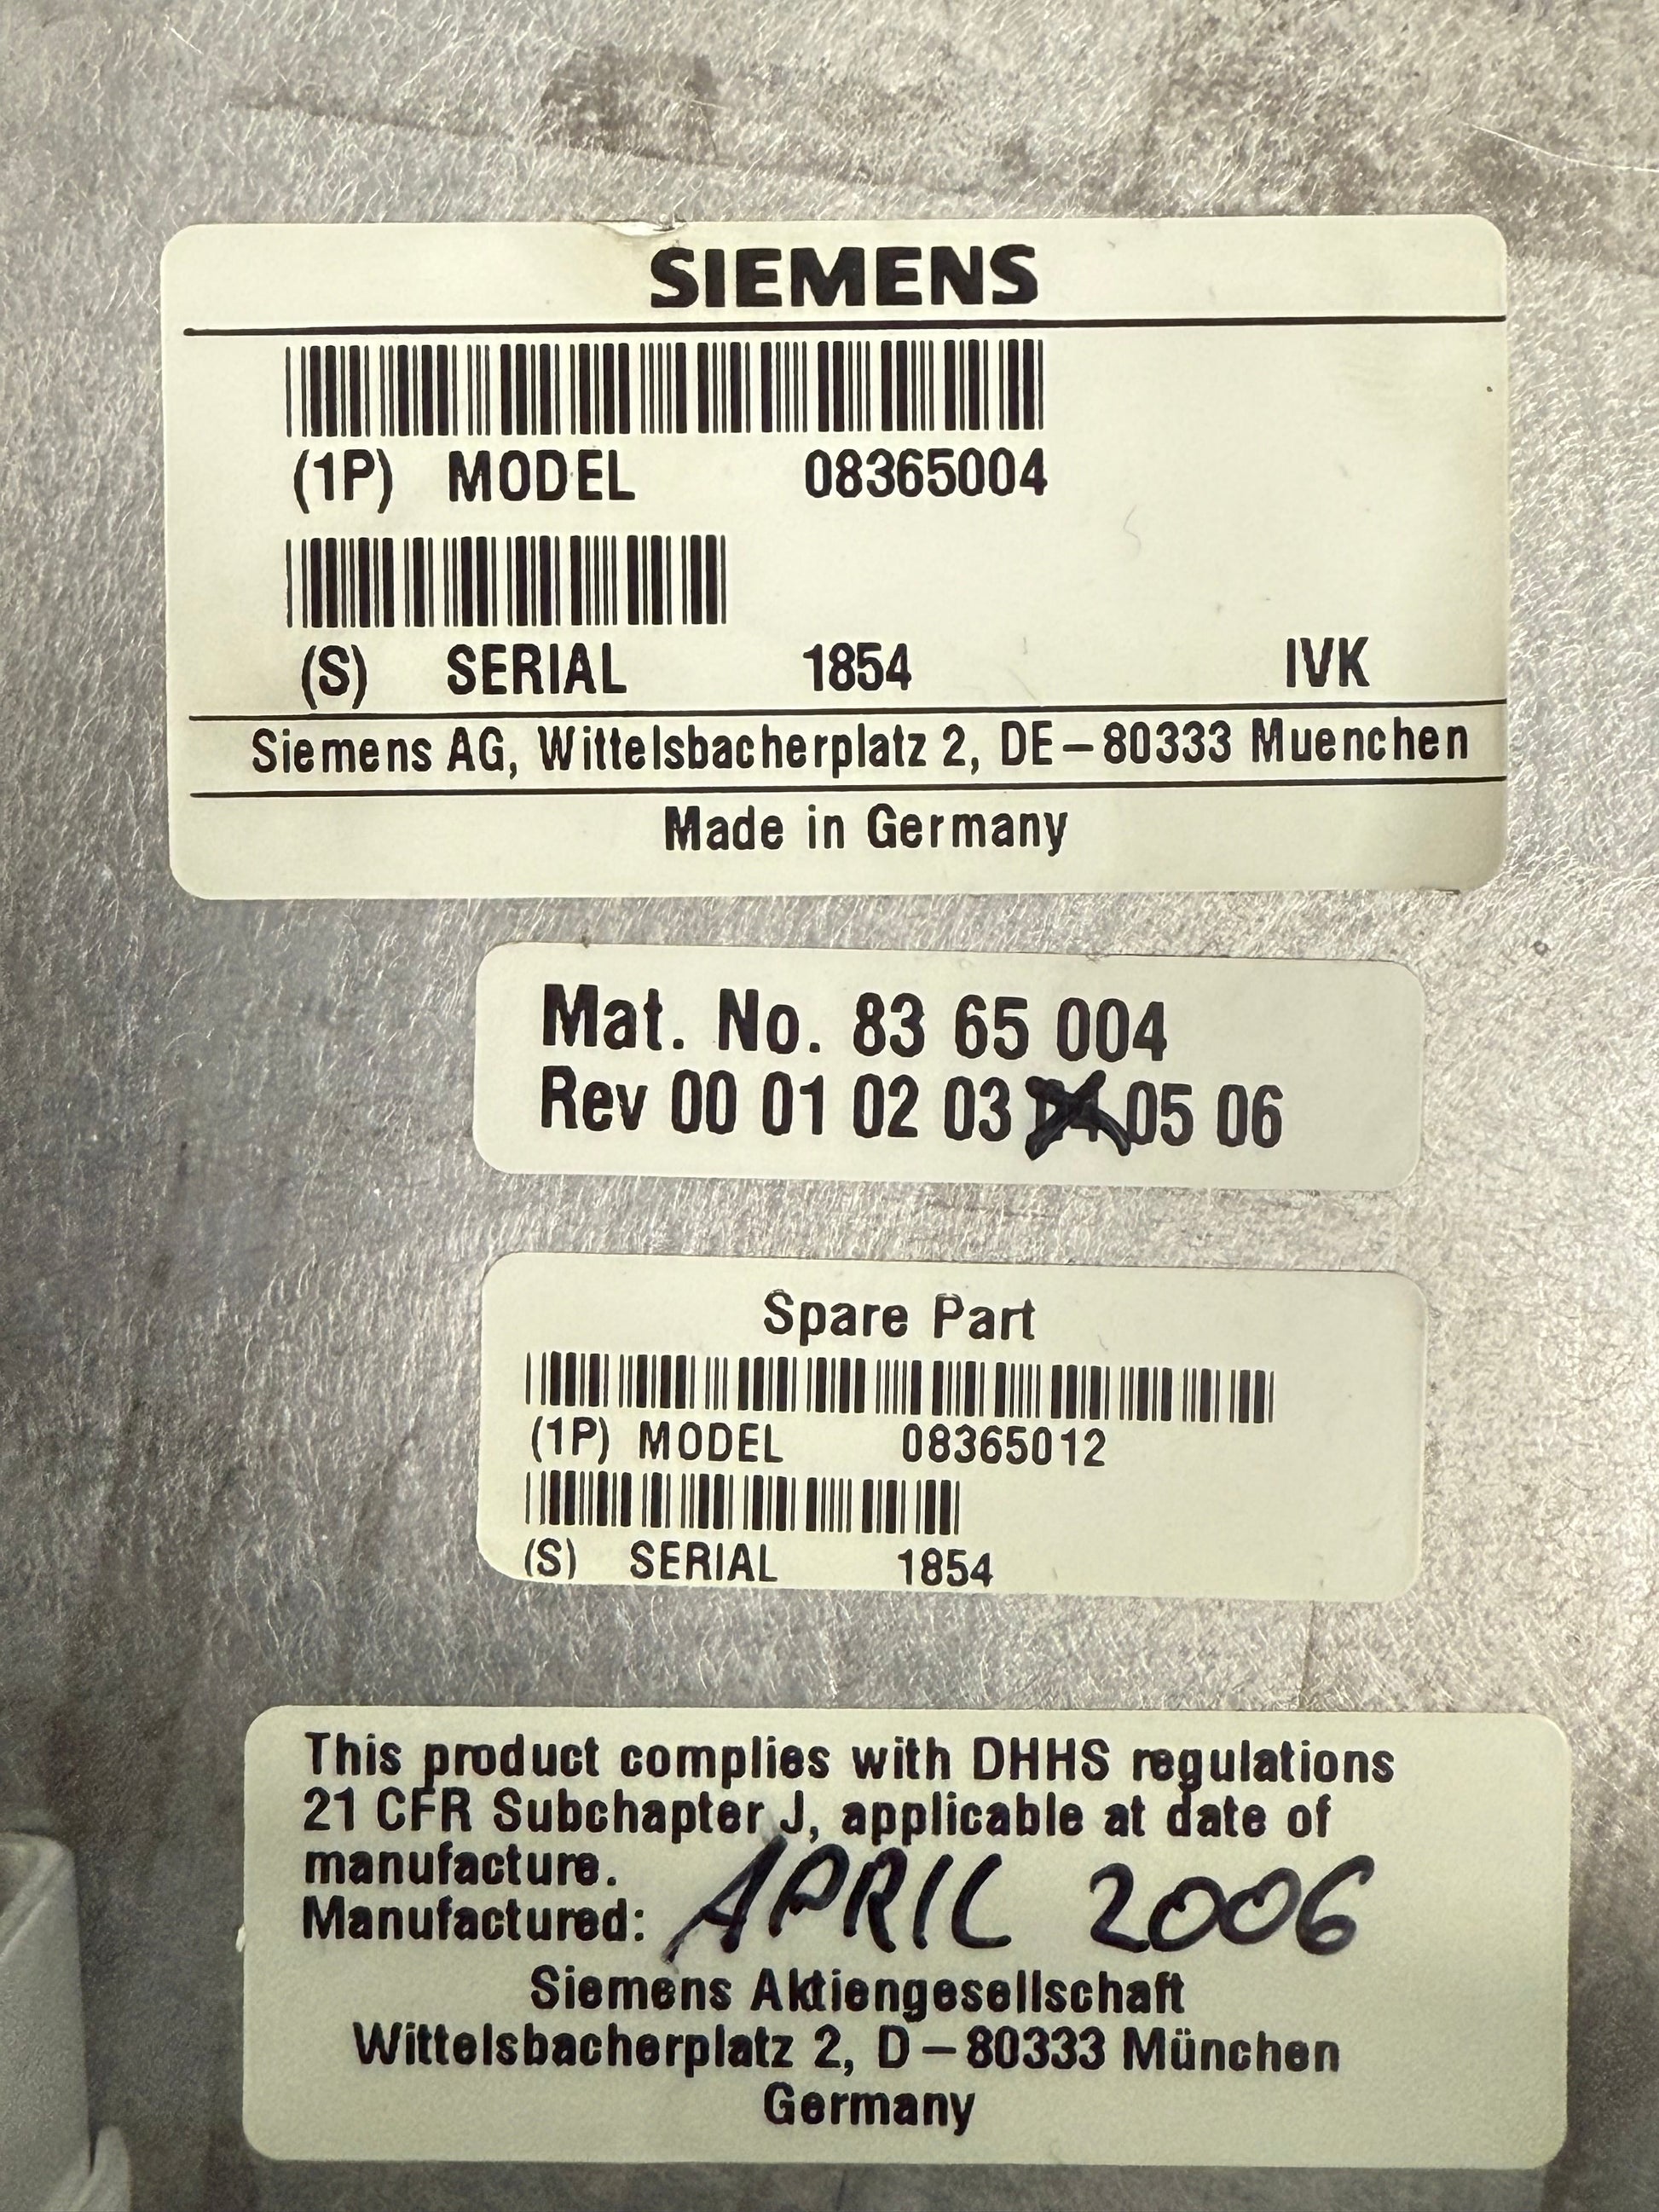 SIEMENS
(1P) MODEL 08365004
(S) SERIAL 1854 IVK
Siemens AG, Wittelsbacherplatz 2, DE-80333 Muenchen
Made in Germany
Mat. No. 83 65 004
Rev 00 01 02 03 04 05 06
Spare Part
(1P) MODEL 08365012
(S) SERIAL 1854
This product complies with DHHS regulations
21 CFR Subchapter J, applicable at date of
manufacture.
Manufactured: APRIL 2006
Siemens Aktiengesellschaft
Wittelsbacherplatz 2, D-80333 München
Germany